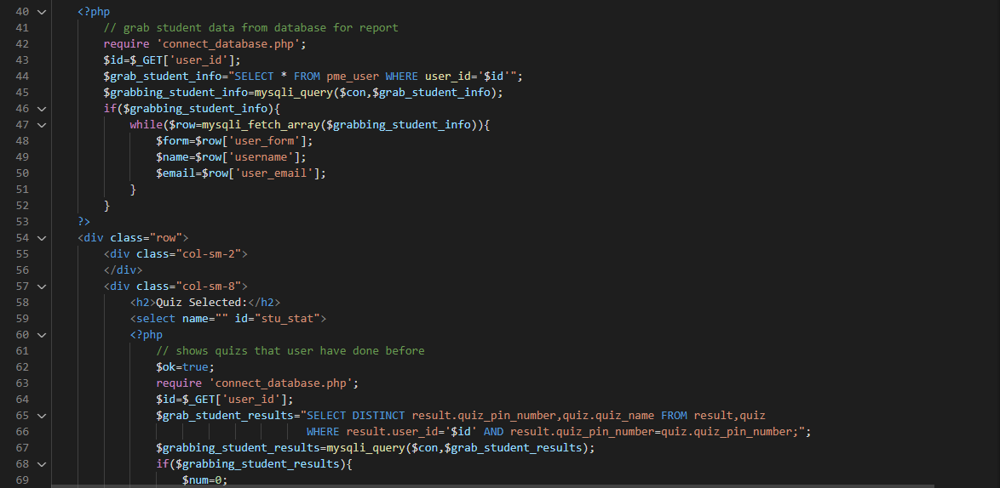 40 <?php
41 // grab student data from database for report
42 require 'connect_database.php';
43 $id=$_GET['user_id'];
44 $grab_student_info="SELECT * FROM pme_user WHERE user_id='$id'";
45 $grabbing_student_info=mysqli_query($con,$grab_student_info);
46 if($grabbing_student_info){
47 while($row=mysqli_fetch_array($grabbing_student_info)){
48 $form=$row['user_form'];
49 $name=$row['username'];
50 $email=$row['user_email'];
51 }
52 }
53 ?>
54 <div class="row">
55 <div class="col-sm-2">
56 </div>
57 <div class="col-sm-8">
58 <h2>Quiz Selected:</h2>
59 <select name="" id="stu_stat">
60 <?php
61 // shows quizs that user have done before
62 $ok=true;
63 require 'connect_database.php';
64 $id=$_GET['user_id'];
65 $grab_student_results="SELECT DISTINCT result.quiz_pin_number,quiz.quiz_name FROM result,quiz
66 WHERE result.user_id='$id' AND result.quiz_pin_number=quiz.quiz_pin_number;";
67 $grabbing_student_results=mysqli_query($con,$grab_student_results);
68 if($grabbing_student_results){
69 $num=0;